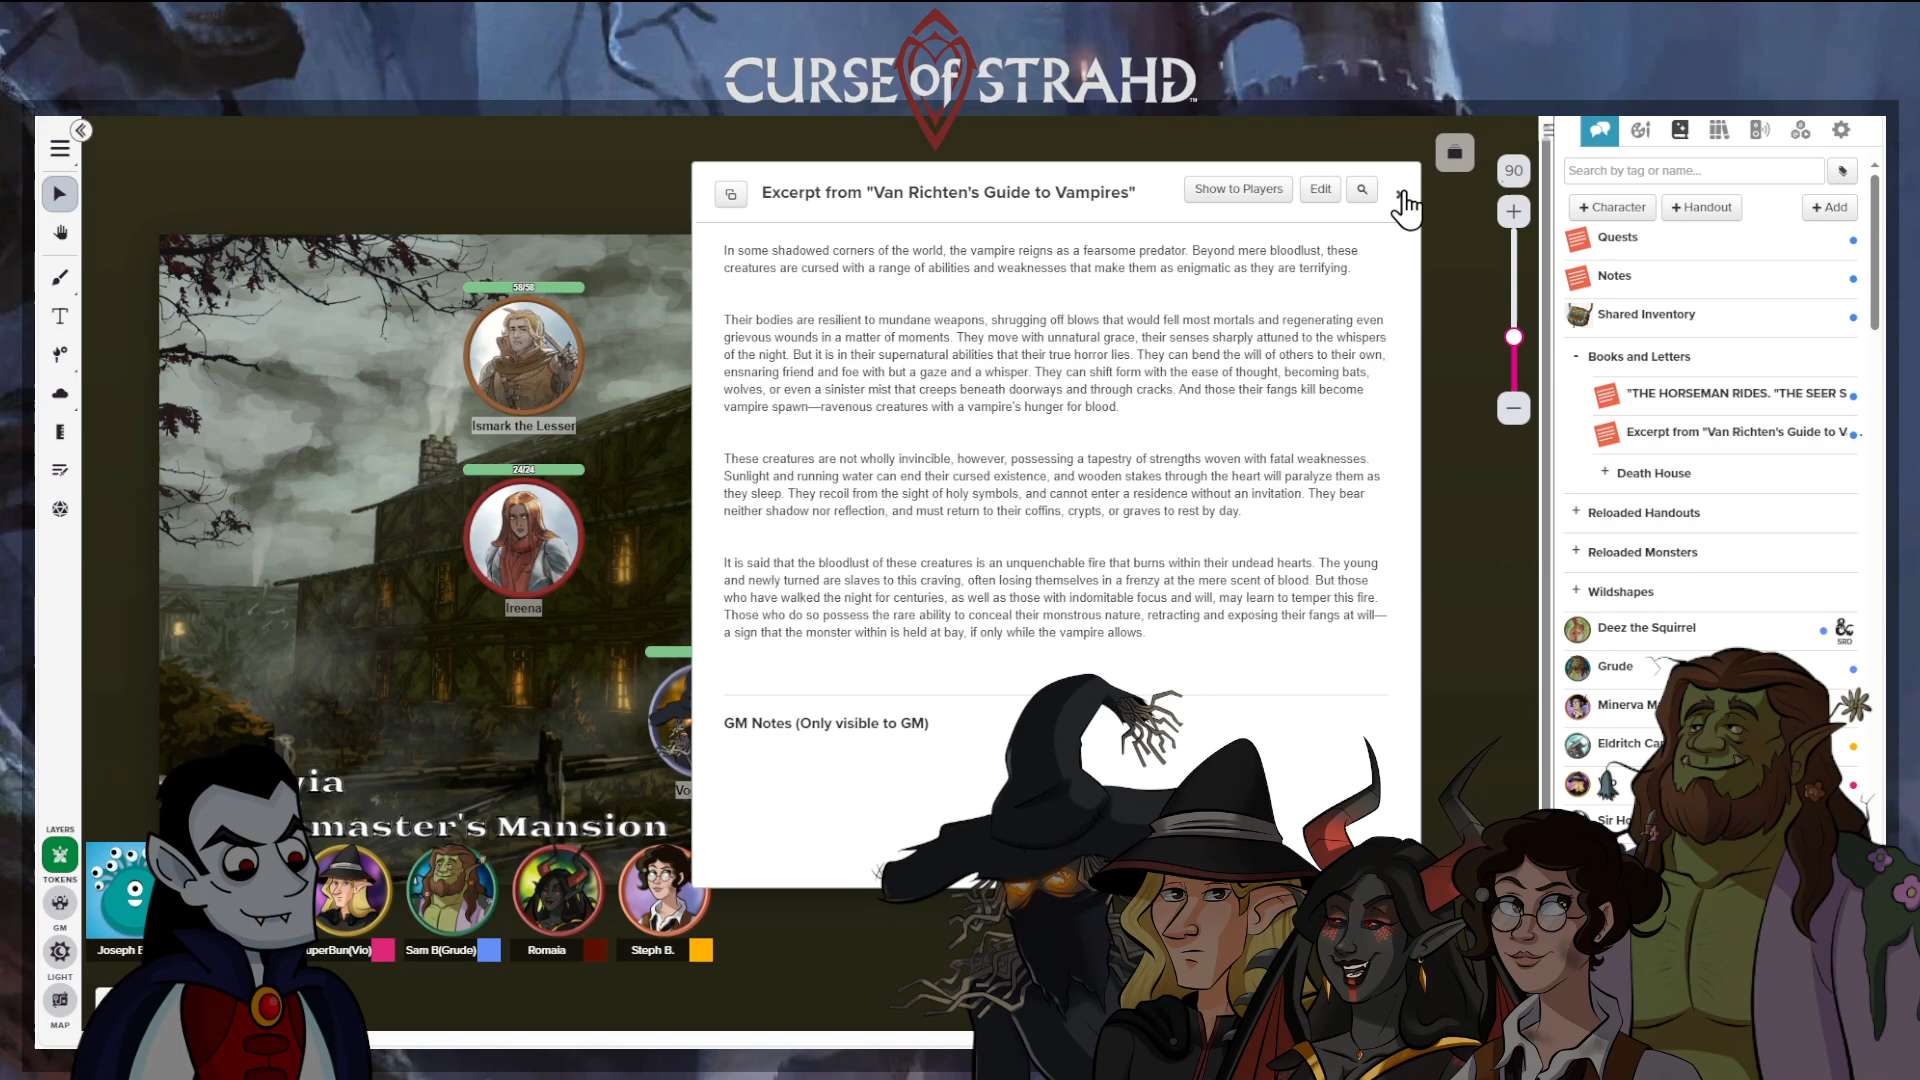 CURSE of STRAHD™
Excerpt from "Van Richten's Guide to Vampires"
Show to Players
Edit
In some shadowed corners of the world, the vampire reigns as a fearsome predator. Beyond mere bloodlust, these
creatures are cursed with a range of abilities and weaknesses that make them as enigmatic as they are terrifying.
Their bodies are resilient to mundane weapons, shrugging off blows that would fell most mortals and regenerating even
grievous wounds in a matter of moments. They move with unnatural grace, their senses sharply attuned to the whispers
of the night. But it is in their supernatural abilities that their true horror lies. They can bend the will of others to their own,
ensnaring friend and foe with but a gaze and a whisper. They can shift form with the ease of thought, becoming bats,
wolves, or even a sinister mist that creeps beneath doorways and through cracks. And those their fangs kill become
vampire spawn—ravenous creatures with a vampire's hunger for blood.
These creatures are not wholly invincible, however, possessing a tapestry of strengths woven with fatal weaknesses.
Sunlight and running water can end their cursed existence, and wooden stakes through the heart will paralyze them as
they sleep. They recoil from the sight of holy symbols, and cannot enter a residence without an invitation. They bear
neither shadow nor reflection, and must return to their coffins, crypts, or graves to rest by day.
It is said that the bloodlust of these creatures is an unquenchable fire that burns within their undead hearts. The young
and newly turned are slaves to this craving, often losing themselves in a frenzy at the mere scent of blood. But those
who have walked the night for centuries, as well as those with indomitable focus and will, may learn to temper this fire.
Those who do so possess the rare ability to conceal their monstrous nature, retracting and exposing their fangs at will—
a sign that the monster within is held at bay, if only while the vampire allows.
GM Notes (Only visible to GM)
58/58
Ismark the Lesser
24/24
Ireena
Vo
via
master's Mansion
LAYERS
TOKENS
GM
LIGHT
MAP
Joseph B
uperBun(Vio)
Sam B(Grude)
Romaia
Steph B.
90
Search by tag or name...
+ Character
+ Handout
+ Add
Quests
Notes
Shared Inventory
- Books and Letters
"THE HORSEMAN RIDES. "THE SEER S
Excerpt from "Van Richten's Guide to V...
+ Death House
+ Reloaded Handouts
+ Reloaded Monsters
+ Wildshapes
Deez the Squirrel
& SRD
Grude
Minerva M
Eldritch Ca
Sir Ho